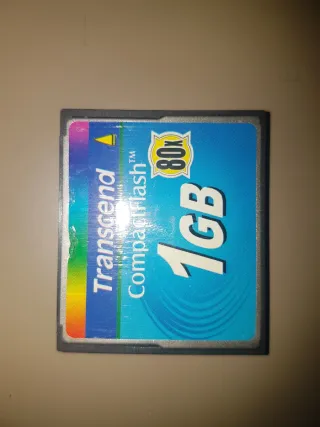 Transcend
CompactFlash™
80X
1GB